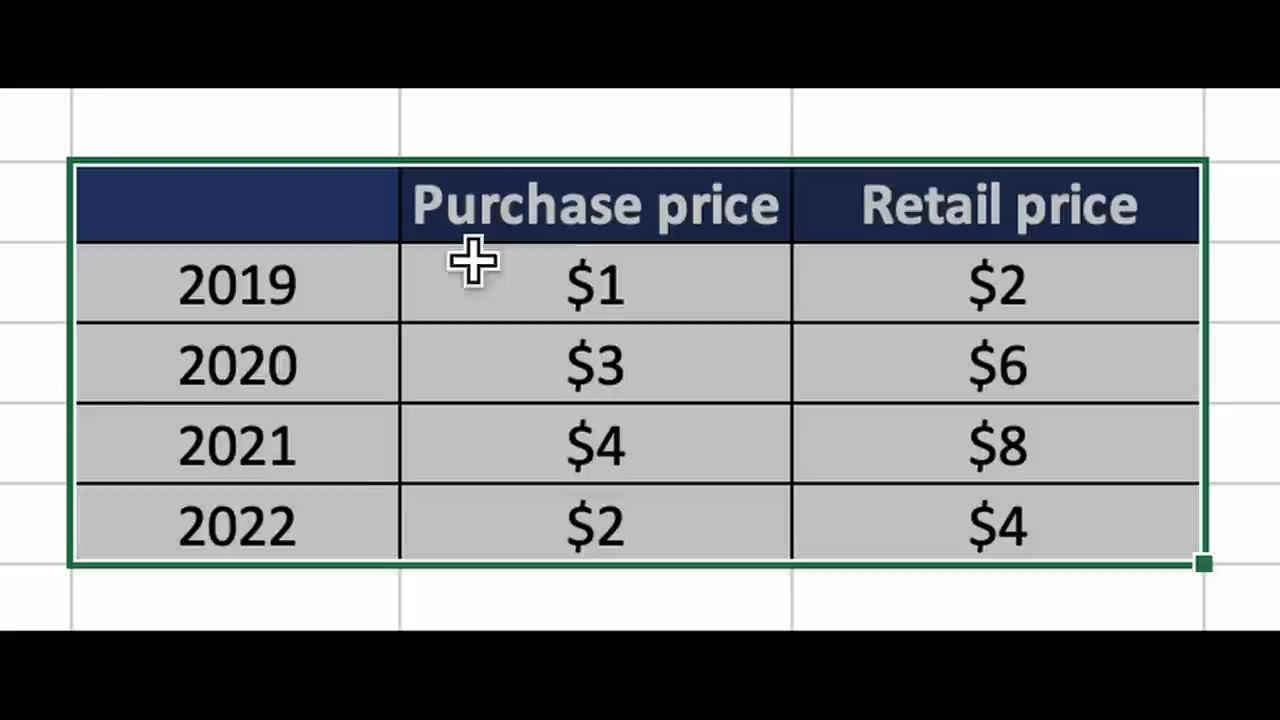 Purchase price Retail price
2019 $1 $2
2020 $3 $6
2021 $4 $8
2022 $2 $4